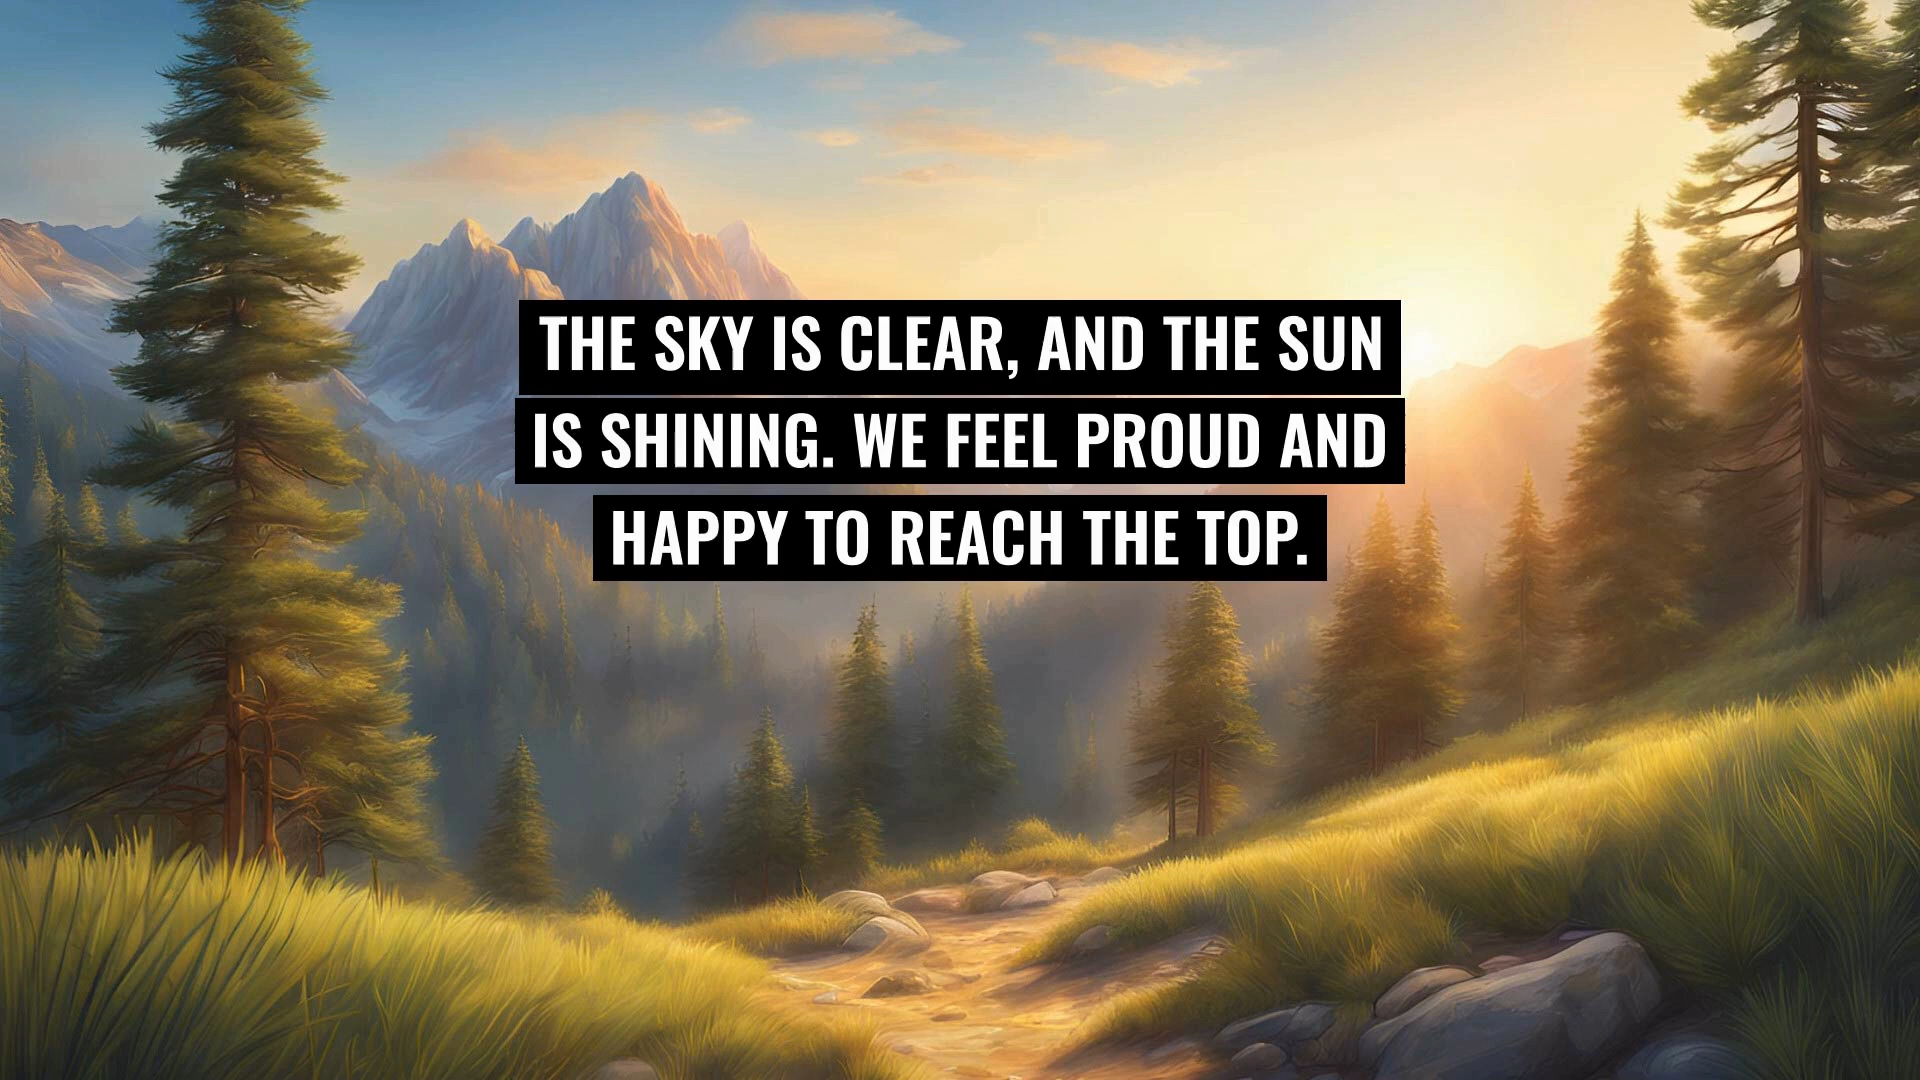 THE SKY IS CLEAR, AND THE SUN
IS SHINING. WE FEEL PROUD AND
HAPPY TO REACH THE TOP.